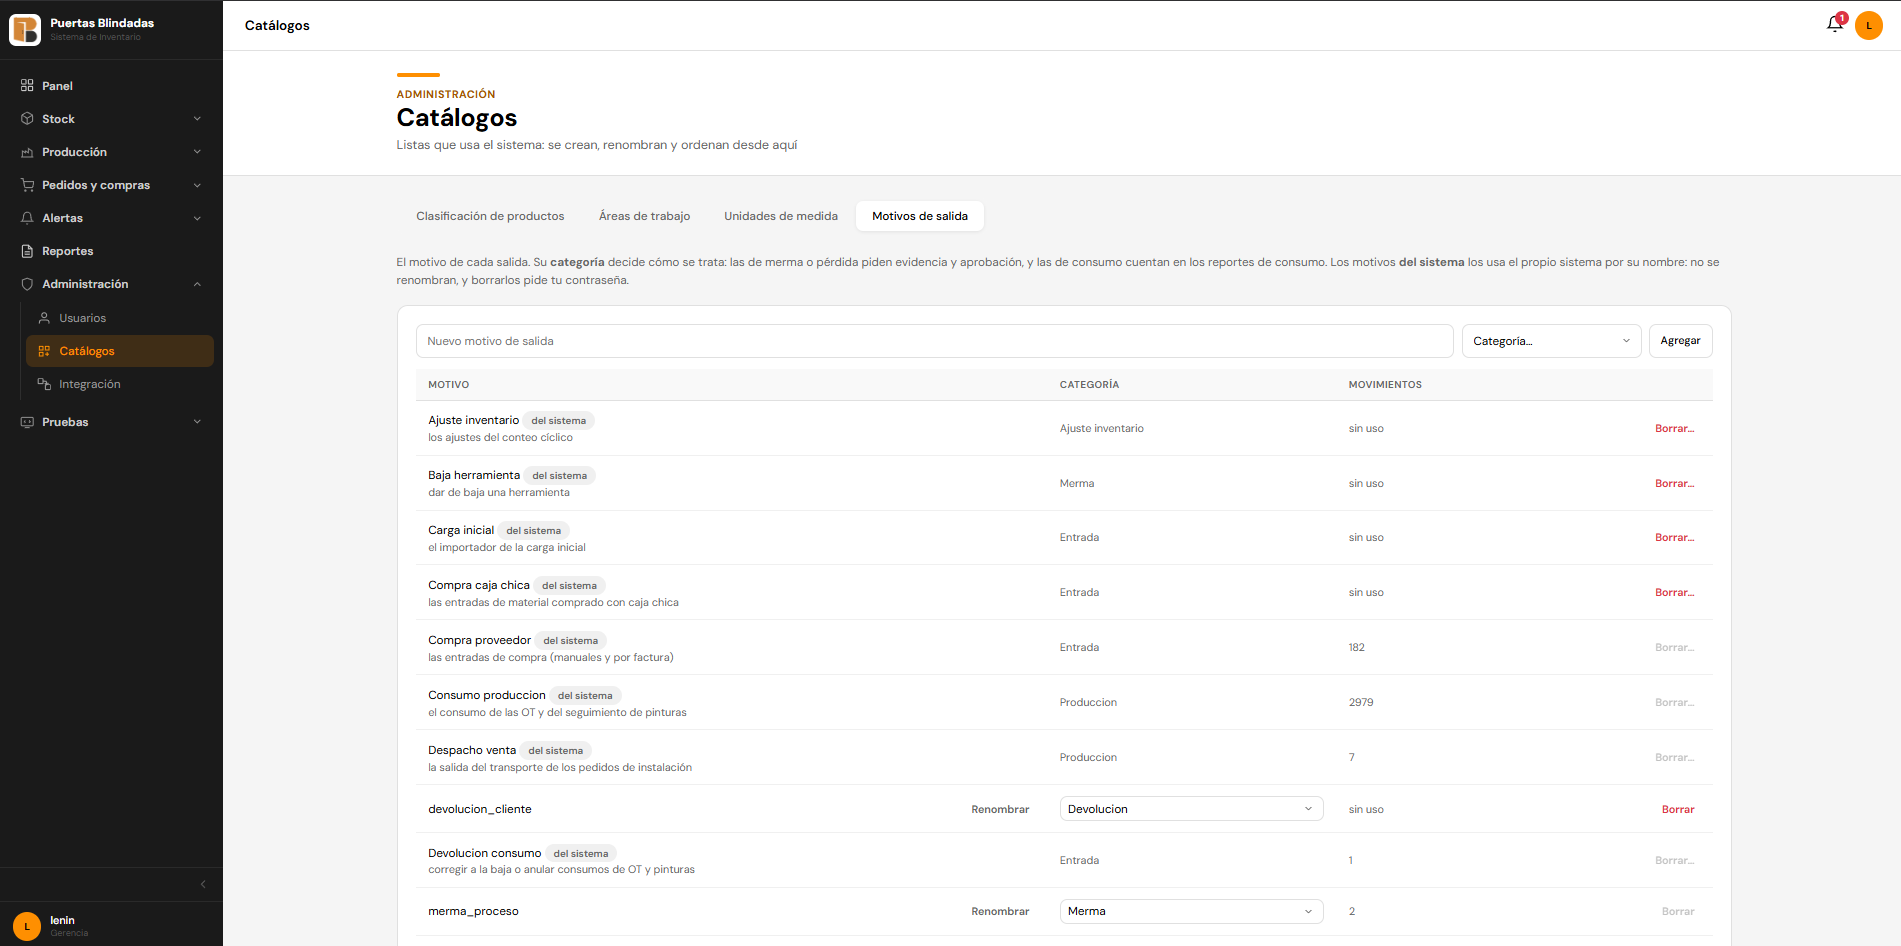 Puertas Blindadas
Sistema de Inventario
Panel
Stock
Producción
Pedidos y compras
Alertas
Reportes
Administración
Usuarios
Catálogos
Integración
Pruebas
L
lenin
Gerencia
Catálogos
1
L
ADMINISTRACIÓN
Catálogos
Listas que usa el sistema: se crean, renombran y ordenan desde aquí
Clasificación de productos
Áreas de trabajo
Unidades de medida
Motivos de salida
El motivo de cada salida. Su categoría decide cómo se trata: las de merma o pérdida piden evidencia y aprobación, y las de consumo cuentan en los reportes de consumo. Los motivos del sistema los usa el propio sistema por su nombre: no se
renombran, y borrarlos pide tu contraseña.
Nuevo motivo de salida
Categoría...
Agregar
MOTIVO CATEGORÍA MOVIMIENTOS
Ajuste inventario del sistema
los ajustes del conteo cíclico
Ajuste inventario
sin uso
Borrar...
Baja herramienta del sistema
dar de baja una herramienta
Merma
sin uso
Borrar...
Carga inicial del sistema
el importador de la carga inicial
Entrada
sin uso
Borrar...
Compra caja chica del sistema
las entradas de material comprado con caja chica
Entrada
sin uso
Borrar...
Compra proveedor del sistema
las entradas de compra (manuales y por factura)
Entrada
182
Borrar...
Consumo produccion del sistema
el consumo de las OT y del seguimiento de pinturas
Produccion
2979
Borrar...
Despacho venta del sistema
la salida del transporte de los pedidos de instalación
Produccion
7
Borrar...
devolucion_cliente
Renombrar
Devolucion
sin uso
Borrar
Devolucion consumo del sistema
corregir a la baja o anular consumos de OT y pinturas
Entrada
1
Borrar...
merma_proceso
Renombrar
Merma
2
Borrar